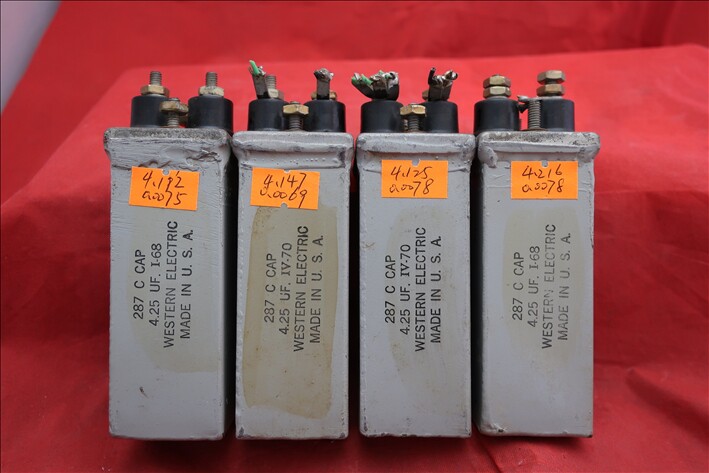 4.192
0.0075
287 C CAP
4.25 UF. I-68
WESTERN ELECTRIC
MADE IN U. S. A.
4.147
0.0069
287 C CAP
4.25 UF. IV-70
WESTERN ELECTRIC
MADE IN U. S. A.
4.125
0.0078
287 C CAP
4.25 UF. IV-70
WESTERN ELECTRIC
MADE IN U. S. A.
4.216
0.0078
287 C CAP
4.25 UF. I-68
WESTERN ELECTRIC
MADE IN U. S. A.